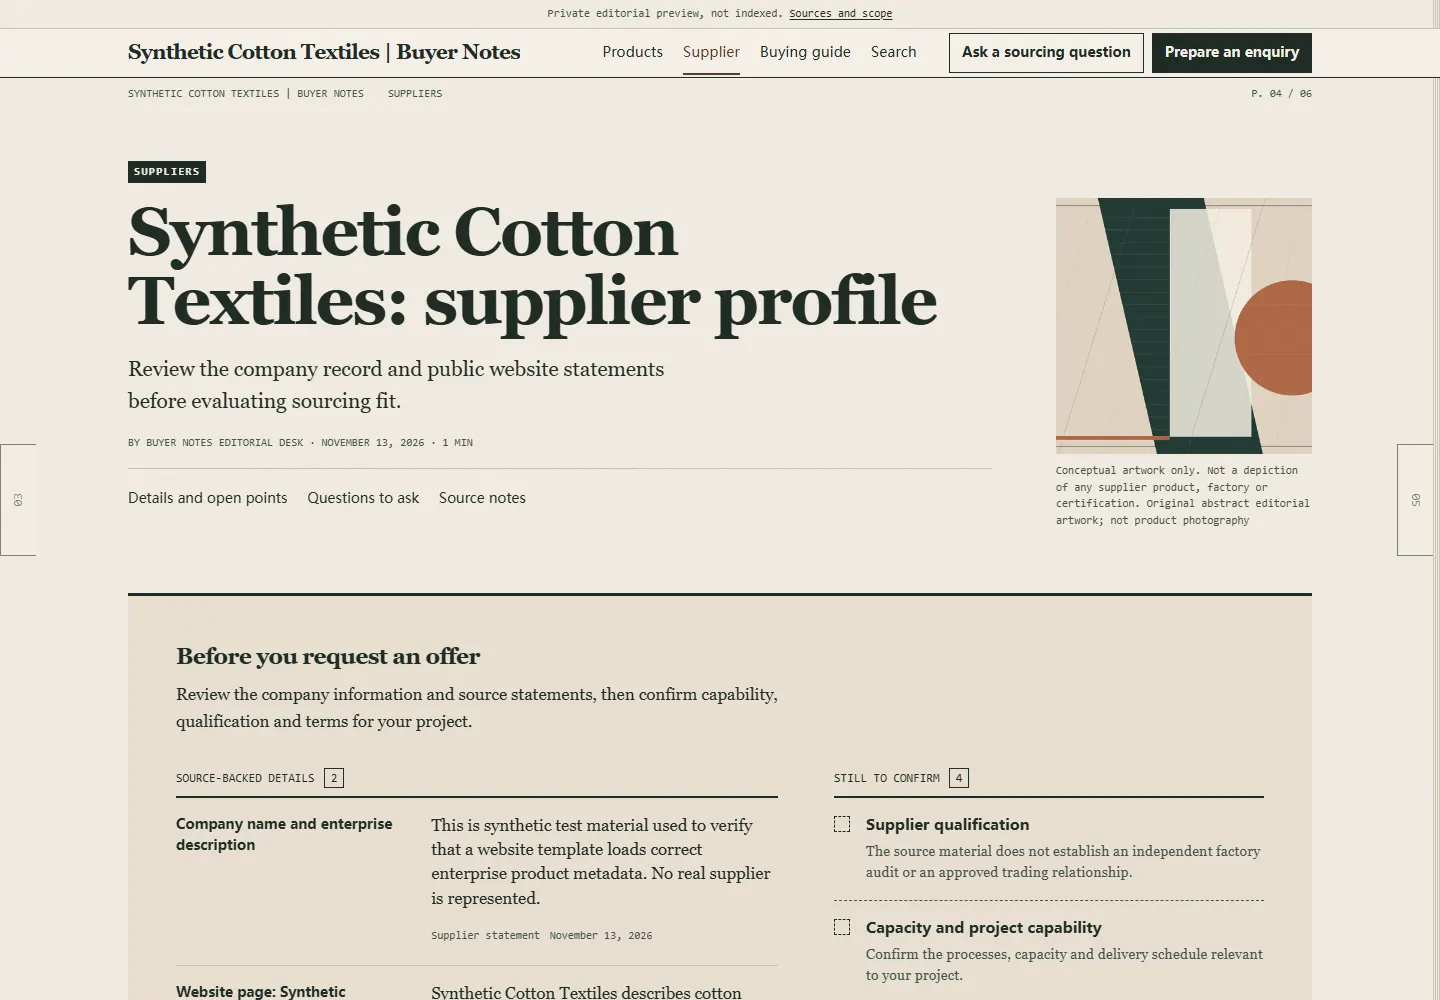 Private editorial preview, not indexed. Sources and scope
Synthetic Cotton Textiles | Buyer Notes
Products Supplier Buying guide Search Ask a sourcing question Prepare an enquiry
SYNTHETIC COTTON TEXTILES | BUYER NOTES SUPPLIERS P. 04 / 06
SUPPLIERS
Synthetic Cotton
Textiles: supplier profile
Review the company record and public website statements
before evaluating sourcing fit.
BY BUYER NOTES EDITORIAL DESK · NOVEMBER 13, 2026 · 1 MIN
Details and open points Questions to ask Source notes
Conceptual artwork only. Not a depiction
of any supplier product, factory or
certification. Original abstract editorial
artwork; not product photography
03
05
Before you request an offer
Review the company information and source statements, then confirm capability,
qualification and terms for your project.
SOURCE-BACKED DETAILS 2
Company name and enterprise
description
This is synthetic test material used to verify
that a website template loads correct
enterprise product metadata. No real supplier
is represented.
Supplier statement November 13, 2026
Website page: Synthetic
Synthetic Cotton Textiles describes cotton
STILL TO CONFIRM 4
Supplier qualification
The source material does not establish an independent factory
audit or an approved trading relationship.
Capacity and project capability
Confirm the processes, capacity and delivery schedule relevant
to your project.